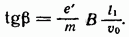 tgβ = e′/m B l₁/v₀.